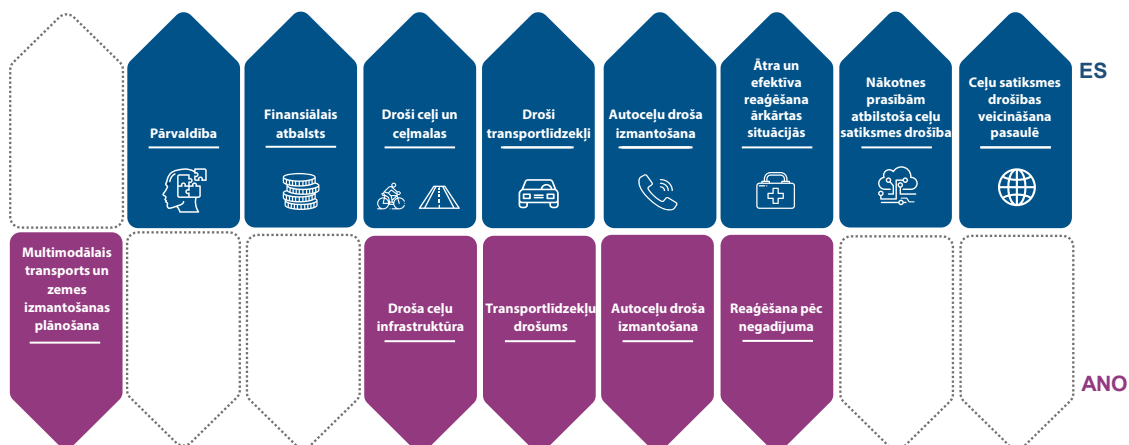 Pārvaldība
Finansiālais
atbalsts
Droši ceļi un
ceļmalas
Droši
transportlīdzekļi
Autoceļu droša
izmantošana
Ātra un
efektīva
reaģēšana
ārkārtas
situācijās
Nākotnes
prasībām
atbilstoša ceļu
satiksmes drošība
Ceļu satiksmes
drošības
veicināšana
pasaulē
ES
Multimodālais
transports un
zemes
izmantošanas
plānošana
Droša ceļu
infrastruktūra
Transportlīdzekļu
drošums
Autoceļu droša
izmantošana
Reaģēšana pēc
negadījuma
ANO